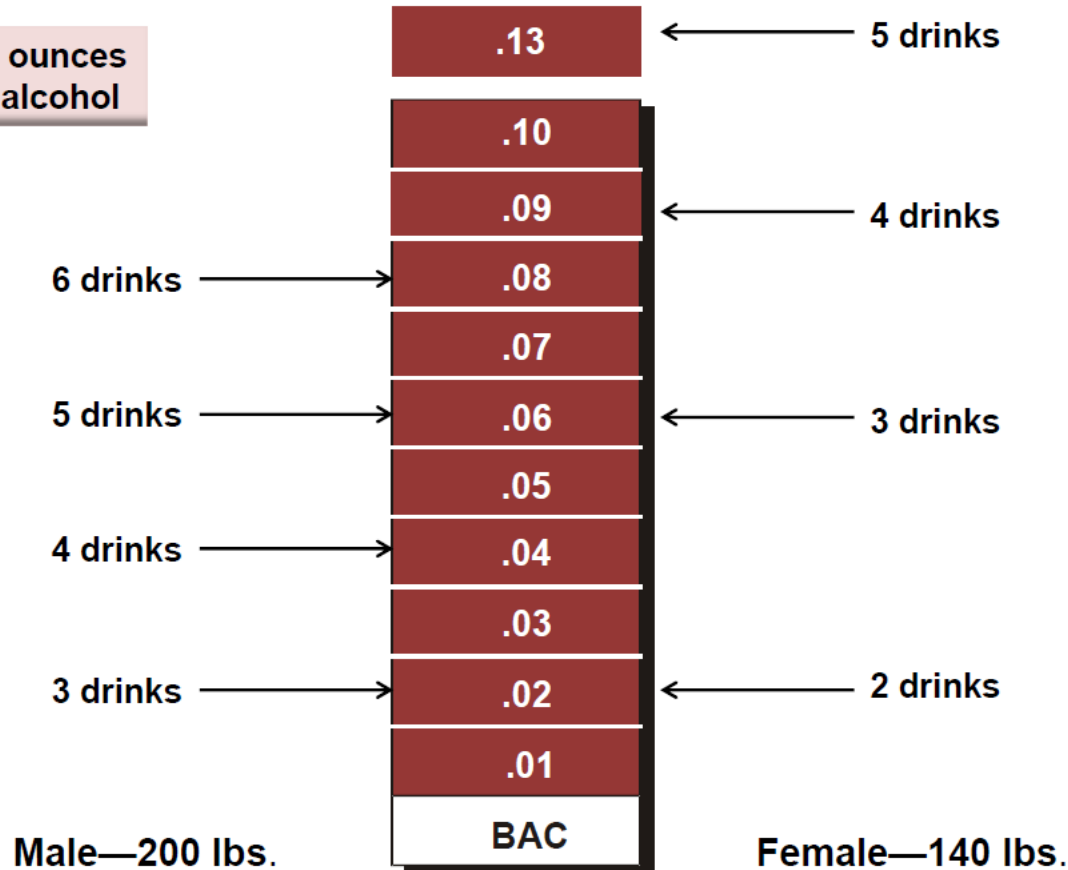 ounces
alcohol
.13
5 drinks
.10
.09
4 drinks
6 drinks
.08
.07
5 drinks
.06
3 drinks
.05
4 drinks
.04
.03
3 drinks
.02
2 drinks
.01
BAC
Male—200 lbs.
Female—140 lbs.